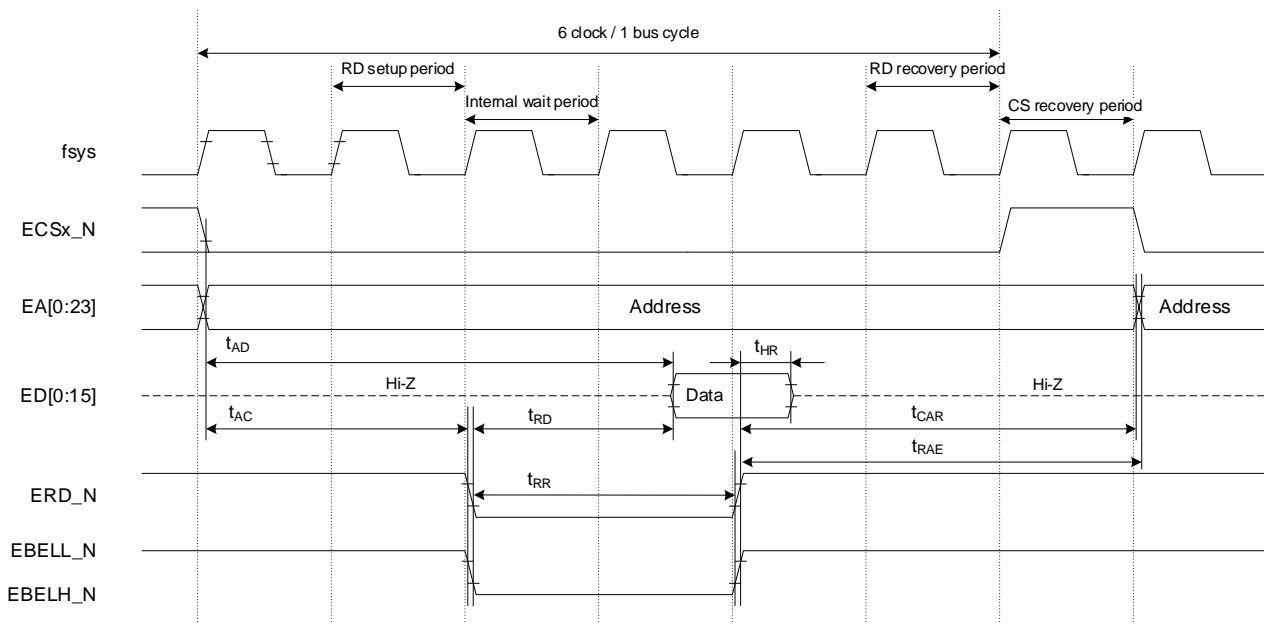 6 clock / 1 bus cycle
RD setup period
RD recovery period
Internal wait period
CS recovery period
fsys
ECSx_N
EA[0:23]
Address
Address
tAD
tHR
ED[0:15]
Hi-Z
Data
Hi-Z
tAC
tRD
tCAR
tRAE
ERD_N
tRR
EBELL_N
EBELH_N